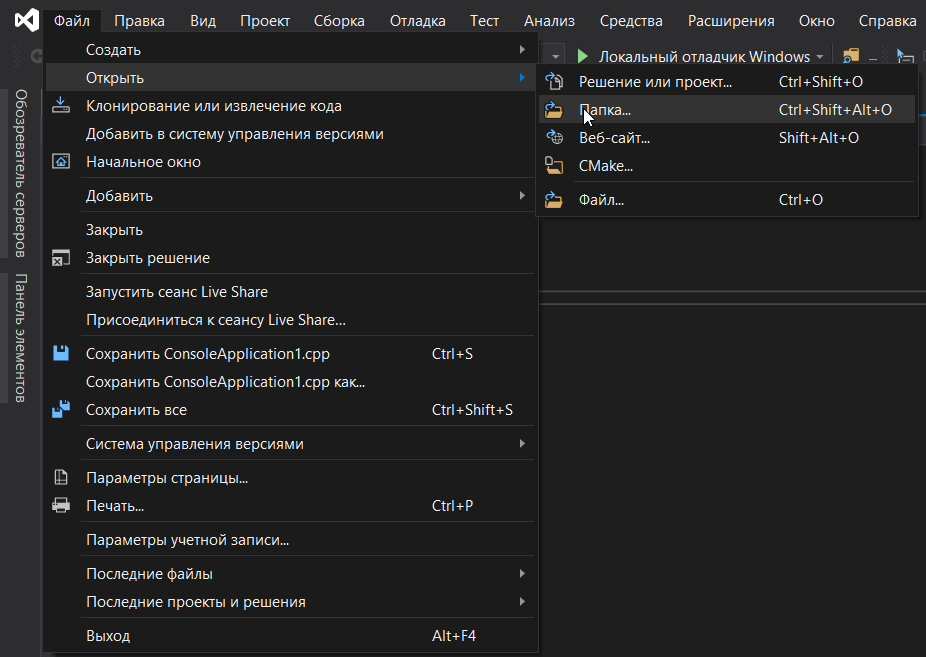 Файл Правка Вид Проект Сборка Отладка Тест Анализ Средства Расширения Окно Справка
Локальный отладчик Windows
Обозреватель серверов
Панель элементов
Создать
Открыть
Клонирование или извлечение кода
Добавить в систему управления версиями
Начальное окно
Добавить
Закрыть
Закрыть решение
Запустить сеанс Live Share
Присоединиться к сеансу Live Share...
Сохранить ConsoleApplication1.cpp Ctrl+S
Сохранить ConsoleApplication1.cpp как...
Сохранить все Ctrl+Shift+S
Система управления версиями
Параметры страницы...
Печать... Ctrl+P
Параметры учетной записи...
Последние файлы
Последние проекты и решения
Выход Alt+F4
Решение или проект... Ctrl+Shift+O
Папка... Ctrl+Shift+Alt+O
Веб-сайт... Shift+Alt+O
CMake...
Файл... Ctrl+O